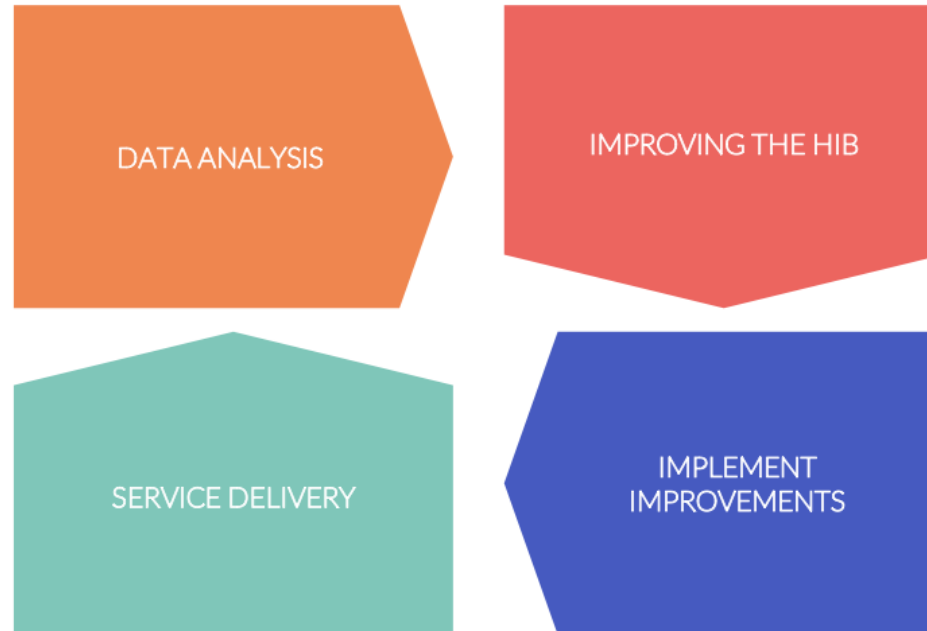 DATA ANALYSIS
IMPROVING THE HIB
SERVICE DELIVERY
IMPLEMENT
IMPROVEMENTS